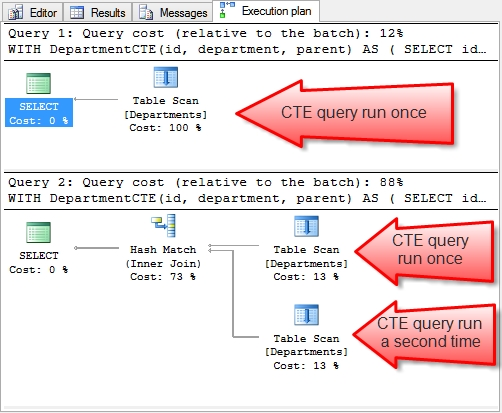 Editor Results Messages Execution plan
Query 1: Query cost (relative to the batch): 12%
WITH DepartmentCTE(id, department, parent) AS ( SELECT id…
SELECT
Cost: 0 %
Table Scan
[Departments]
Cost: 100 %
CTE query run once
Query 2: Query cost (relative to the batch): 88%
WITH DepartmentCTE(id, department, parent) AS ( SELECT id…
SELECT
Cost: 0 %
Hash Match
(Inner Join)
Cost: 73 %
Table Scan
[Departments]
Cost: 13 %
CTE query
run once
Table Scan
[Departments]
Cost: 13 %
CTE query run
a second time